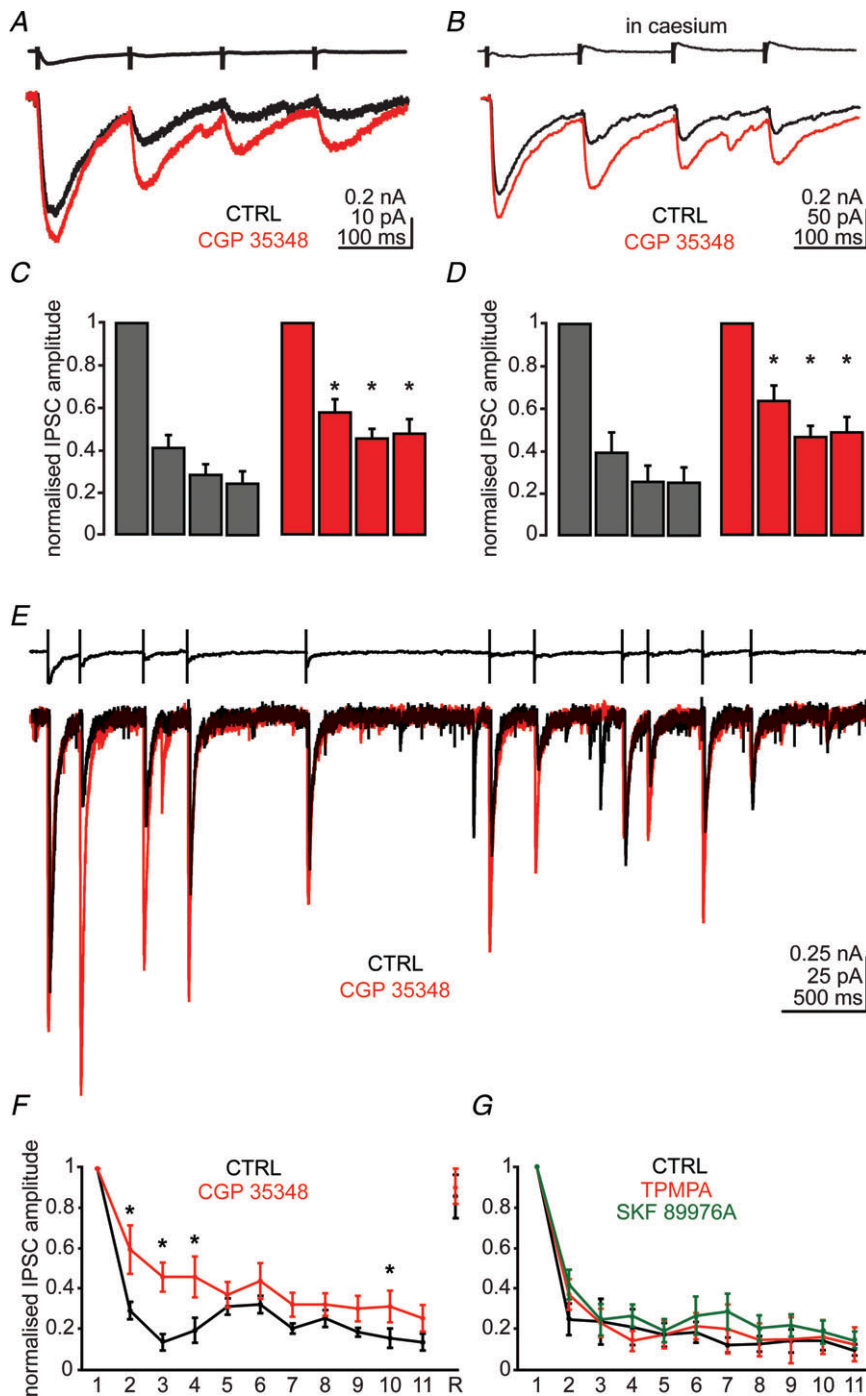 A
B
in caesium
CTRL
CGP 35348
0.2 nA
10 pA
100 ms
CTRL
CGP 35348
0.2 nA
50 pA
100 ms
C
D
normalised IPSC amplitude
1
0.8
0.6
0.4
0.2
0
* * *
normalised IPSC amplitude
1
0.8
0.6
0.4
0.2
0
* * *
E
CTRL
CGP 35348
0.25 nA
25 pA
500 ms
F
G
normalised IPSC amplitude
CTRL
CGP 35348
1
0.8
0.6
0.4
0.2
0
* * * *
1 2 3 4 5 6 7 8 9 10 11 R
CTRL
TPMPA
SKF 89976A
1
0.8
0.6
0.4
0.2
0
1 2 3 4 5 6 7 8 9 10 11